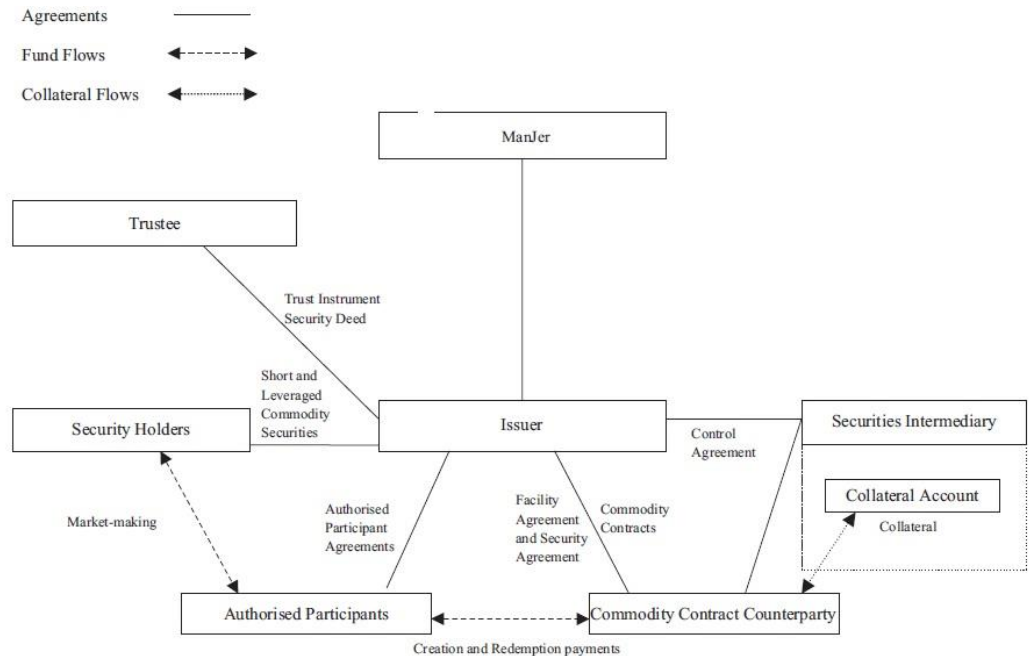 Agreements
Fund Flows
Collateral Flows
ManJer
Trustee
Trust Instrument
Security Deed
Short and
Leveraged
Commodity
Securities
Security Holders
Issuer
Control
Agreement
Securities Intermediary
Collateral Account
Collateral
Market-making
Authorised
Participant
Agreements
Facility
Agreement
and Security
Agreement
Commodity
Contracts
Authorised Participants
Commodity Contract Counterparty
Creation and Redemption payments